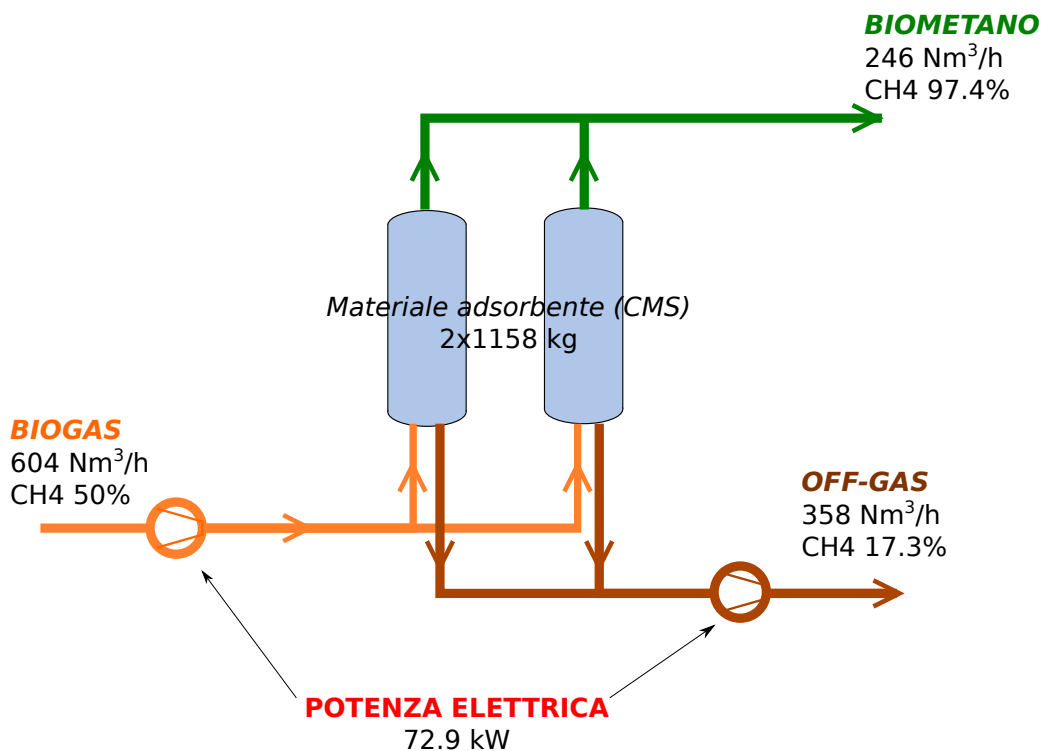 BIOMETANO
246 Nm³/h
CH4 97.4%
Materiale adsorbente (CMS)
2x1158 kg
BIOGAS
604 Nm³/h
CH4 50%
OFF-GAS
358 Nm³/h
CH4 17.3%
POTENZA ELETTRICA
72.9 kW